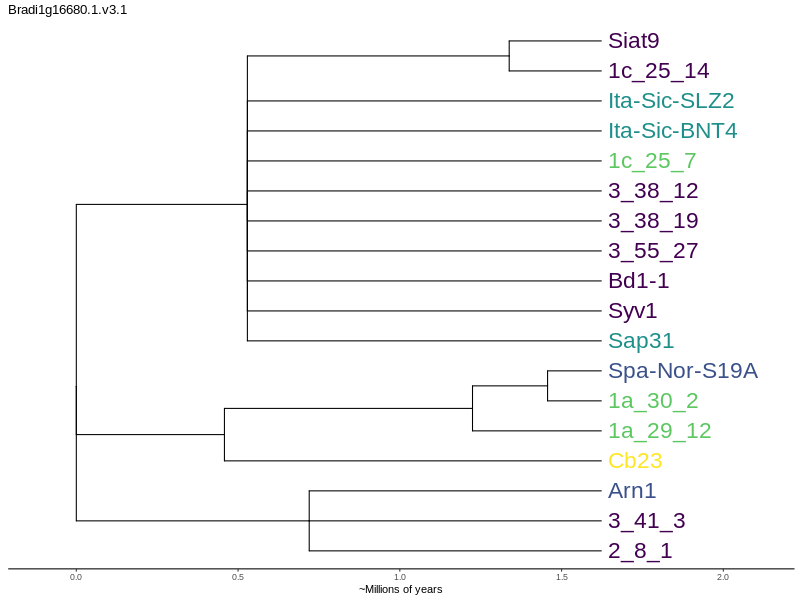 Bradi1g16680.1.v3.1
Siat9
1c_25_14
Ita-Sic-SLZ2
Ita-Sic-BNT4
1c_25_7
3_38_12
3_38_19
3_55_27
Bd1-1
Syv1
Sap31
Spa-Nor-S19A
1a_30_2
1a_29_12
Cb23
Arn1
3_41_3
2_8_1
0.0 0.5 1.0 1.5 2.0
~Millions of years